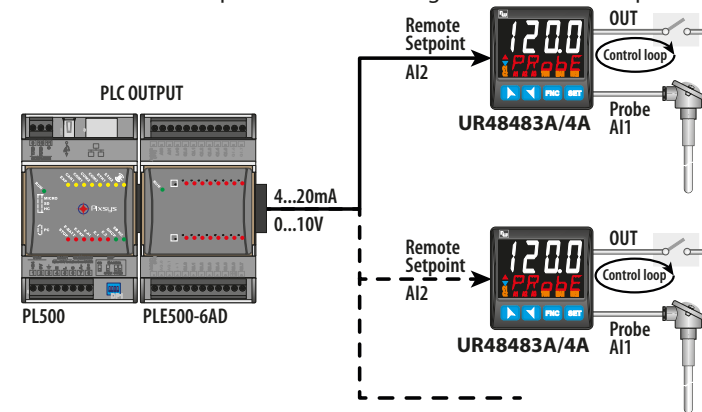 Remote
Setpoint
AI2
120.0
PRobE
FNC SET
UR48483A/4A
OUT
Control loop
Probe
AI1
PLC OUTPUT
Pixsys
4...20mA
0...10V
PL500
PLE500-6AD
Remote
Setpoint
AI2
120.0
PRobE
FNC SET
UR48483A/4A
OUT
Control loop
Probe
AI1